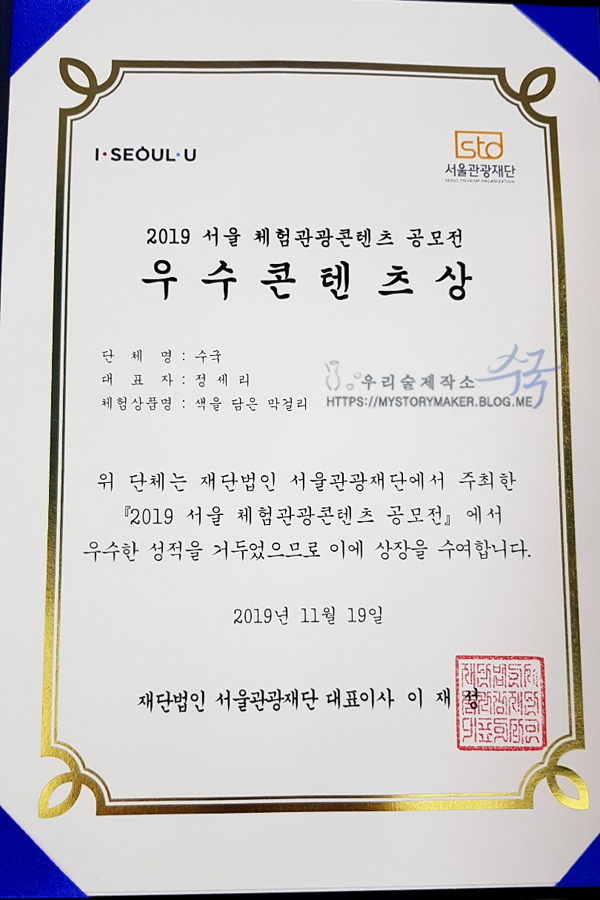 I·SEOUL·U
std
서울관광재단
SEOUL TOURISM ORGANIZATION
2019 서울 체험관광콘텐츠 공모전
우수콘텐츠상
단 체 명 : 수국
대 표 자 : 정세리
체험상품명 : 색을 담은 막걸리
우리술제작소 수국
HTTPS://MYSTORYMAKER.BLOG.ME/
위 단체는 재단법인 서울관광재단에서 주최한
『2019 서울 체험관광콘텐츠 공모전』에서
우수한 성적을 거두었으므로 이에 상장을 수여합니다.
2019년 11월 19일
재단법인 서울관광재단 대표이사 이 재 성